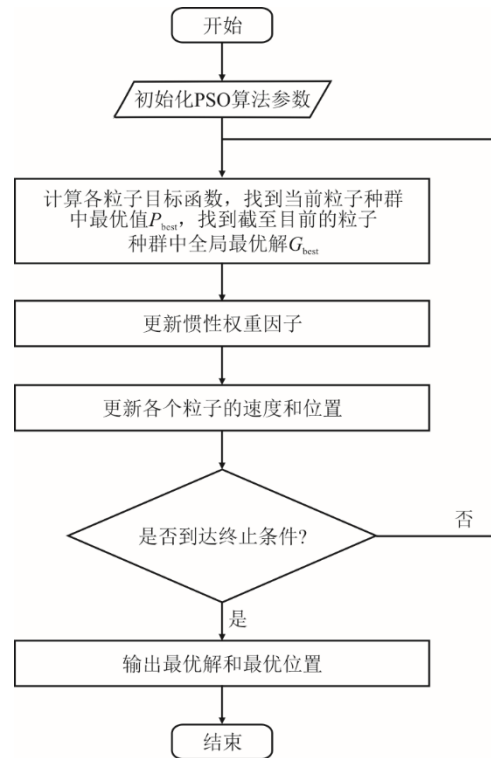 开始
初始化PSO算法参数
计算各粒子目标函数，找到当前粒子种群
中最优值Pbest，找到截至目前的粒子
种群中全局最优解Gbest
更新惯性权重因子
更新各个粒子的速度和位置
是否到达终止条件?
否
是
输出最优解和最优位置
结束